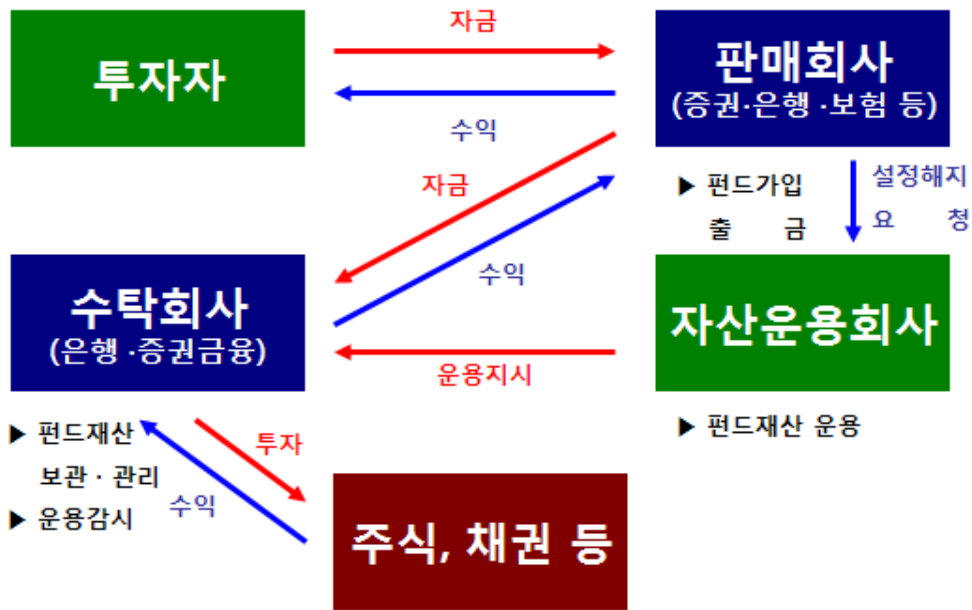 자금
투자자
판매회사
(증권·은행 ·보험 등)
수익
자금
▶ 펀드가입
출 금
설정해지
요 청
수익
수탁회사
(은행 ·증권금융)
자산운용회사
운용지시
▶ 펀드재산
보관 · 관리
▶ 운용감시
투자
수익
▶ 펀드재산 운용
주식, 채권 등